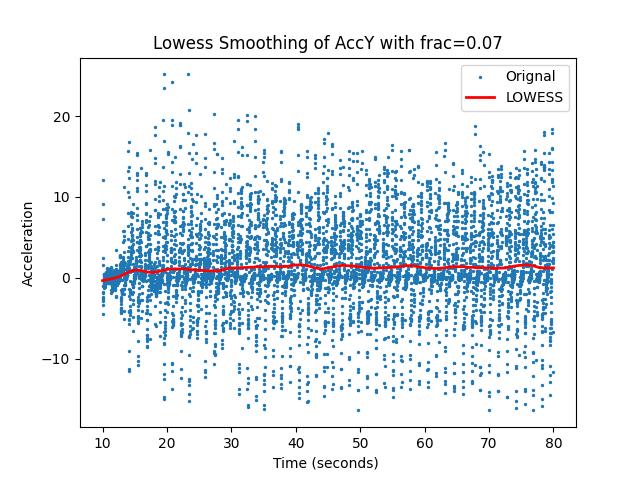 Lowess Smoothing of AccY with frac=0.07
Orignal
LOWESS
20
10
0
−10
Acceleration
10 20 30 40 50 60 70 80
Time (seconds)